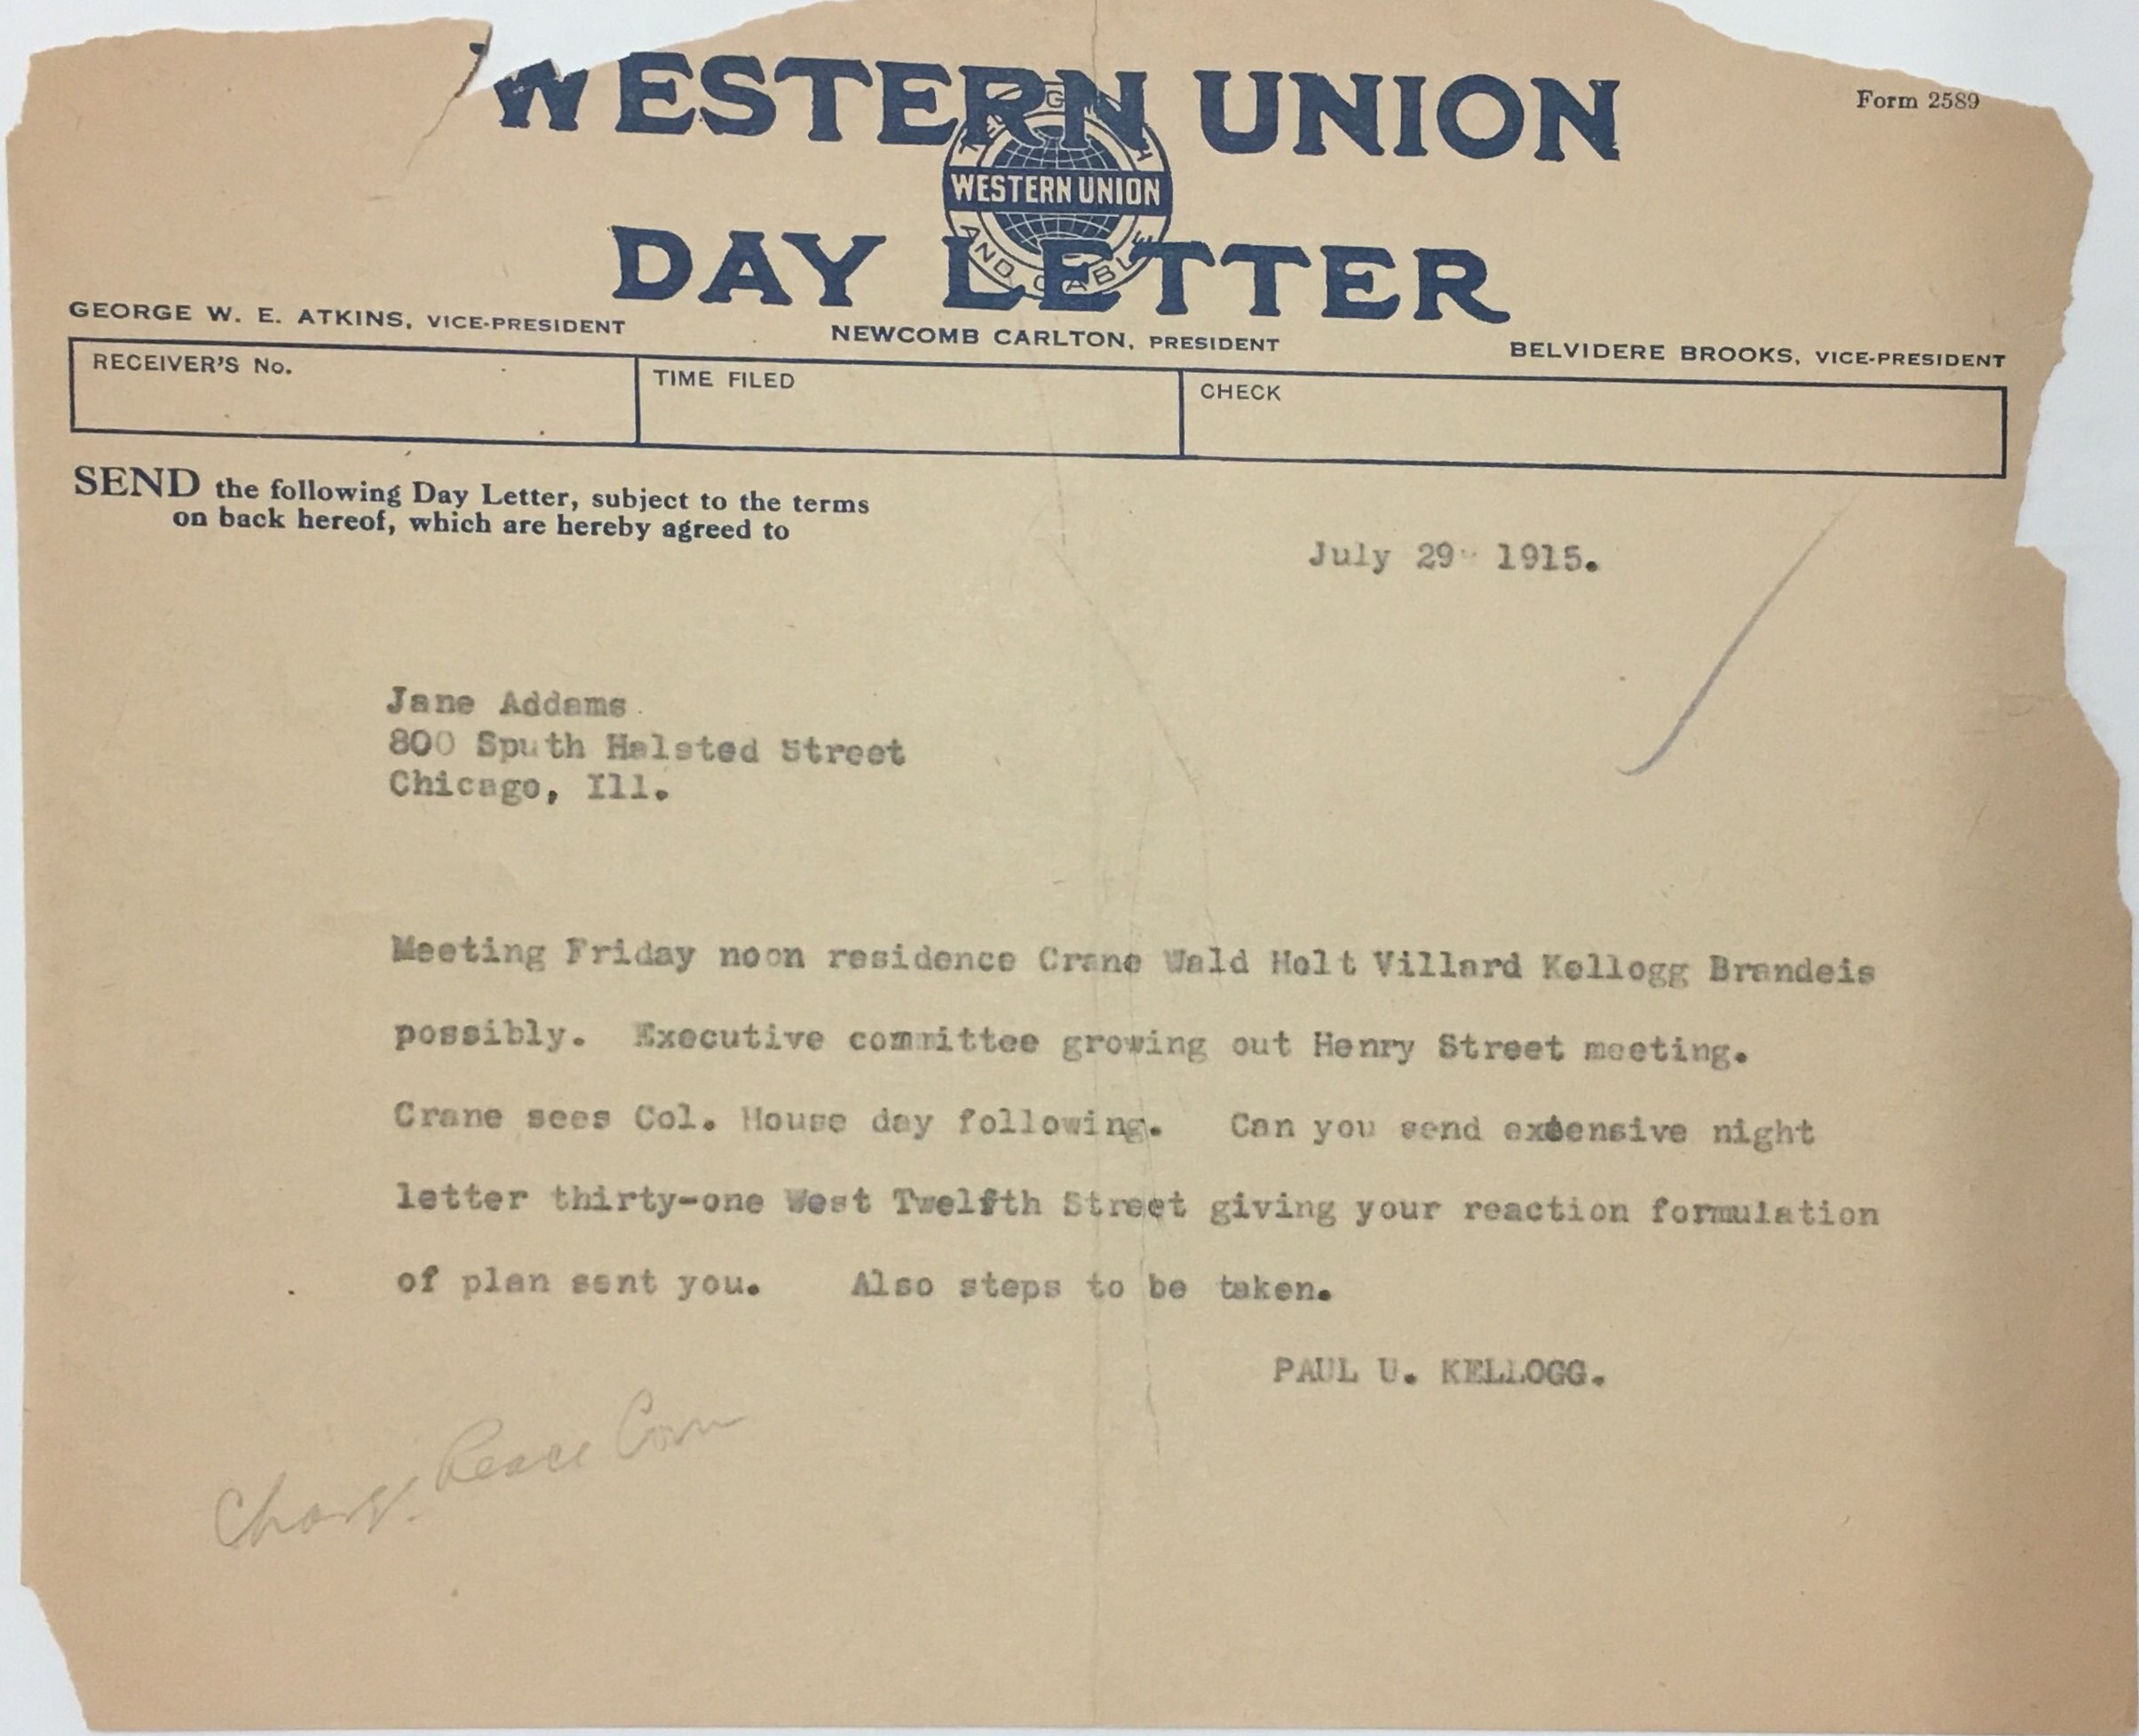 WESTERN UNION
Form 2589
TELEGRAPH
WESTERN UNION
AND CABLE
DAY LETTER
GEORGE W. E. ATKINS, VICE-PRESIDENT NEWCOMB CARLTON, PRESIDENT BELVIDERE BROOKS, VICE-PRESIDENT
RECEIVER'S No. TIME FILED CHECK
SEND the following Day Letter, subject to the terms
on back hereof, which are hereby agreed to
July 29 1915.
Jane Addams
800 Sputh Halsted Street
Chicago, Ill.
Meeting Friday noon residence Crane Wald Holt Villard Kellogg Brandeis
possibly. Executive committee growing out Henry Street meeting.
Crane sees Col. House day following. Can you send extensive night
letter thirty-one West Twelfth Street giving your reaction formulation
of plan sent you. Also steps to be taken.
PAUL U. KELLOGG.
Peace Com